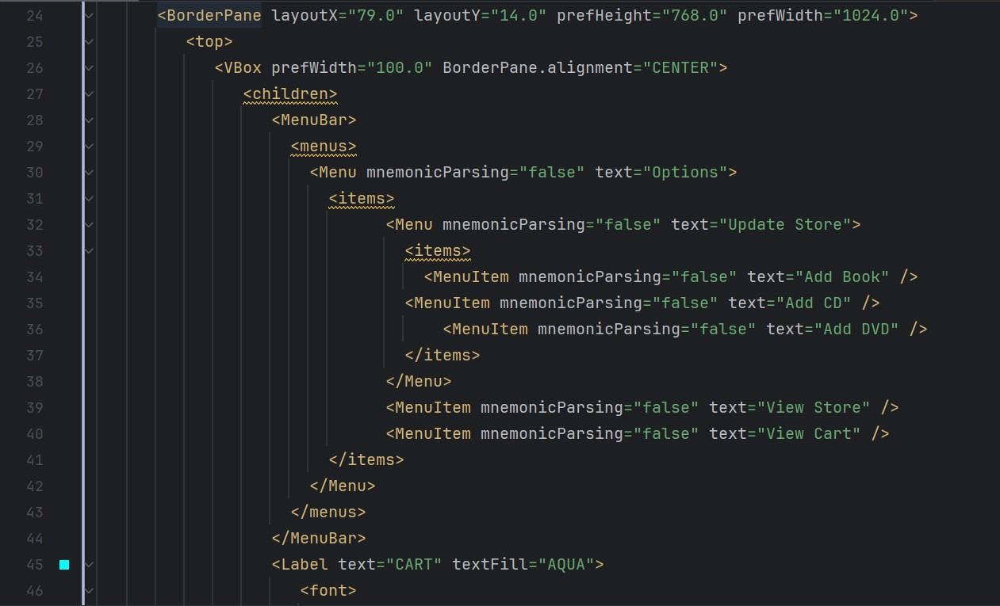 24 <BorderPane layoutX="79.0" layoutY="14.0" prefHeight="768.0" prefWidth="1024.0">
25 <top>
26 <VBox prefWidth="100.0" BorderPane.alignment="CENTER">
27 <children>
28 <MenuBar>
29 <menus>
30 <Menu mnemonicParsing="false" text="Options">
31 <items>
32 <Menu mnemonicParsing="false" text="Update Store">
33 <items>
34 <MenuItem mnemonicParsing="false" text="Add Book" />
35 <MenuItem mnemonicParsing="false" text="Add CD" />
36 <MenuItem mnemonicParsing="false" text="Add DVD" />
37 </items>
38 </Menu>
39 <MenuItem mnemonicParsing="false" text="View Store" />
40 <MenuItem mnemonicParsing="false" text="View Cart" />
41 </items>
42 </Menu>
43 </menus>
44 </MenuBar>
45 <Label text="CART" textFill="AQUA">
46 <font>